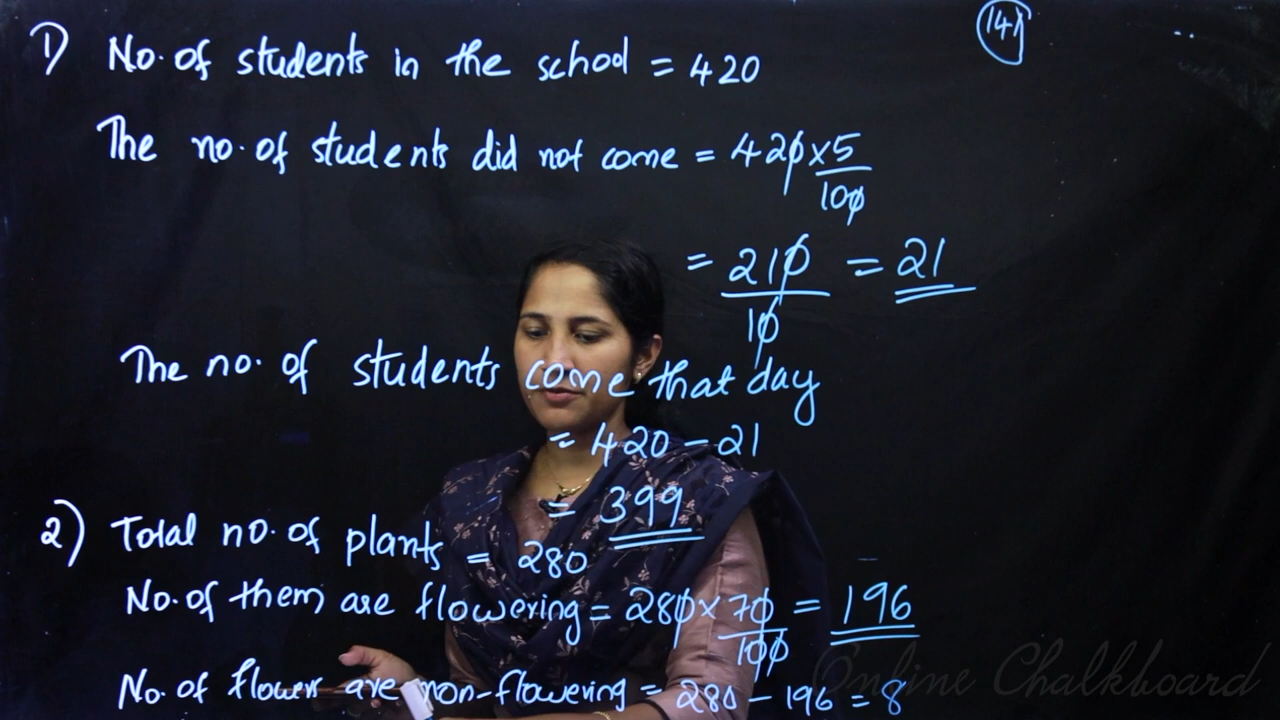 (141)
1) No. of students in the school = 420
The no. of students did not come = 420 × 5/100
= 210/10 = 21
The no. of students come that day
= 420 - 21
= 399
2) Total no. of plants = 280
No. of them are flowering = 280 × 70/100 = 196
No. of flowers are non-flowering = 280 - 196 = 8
Online Chalkboard